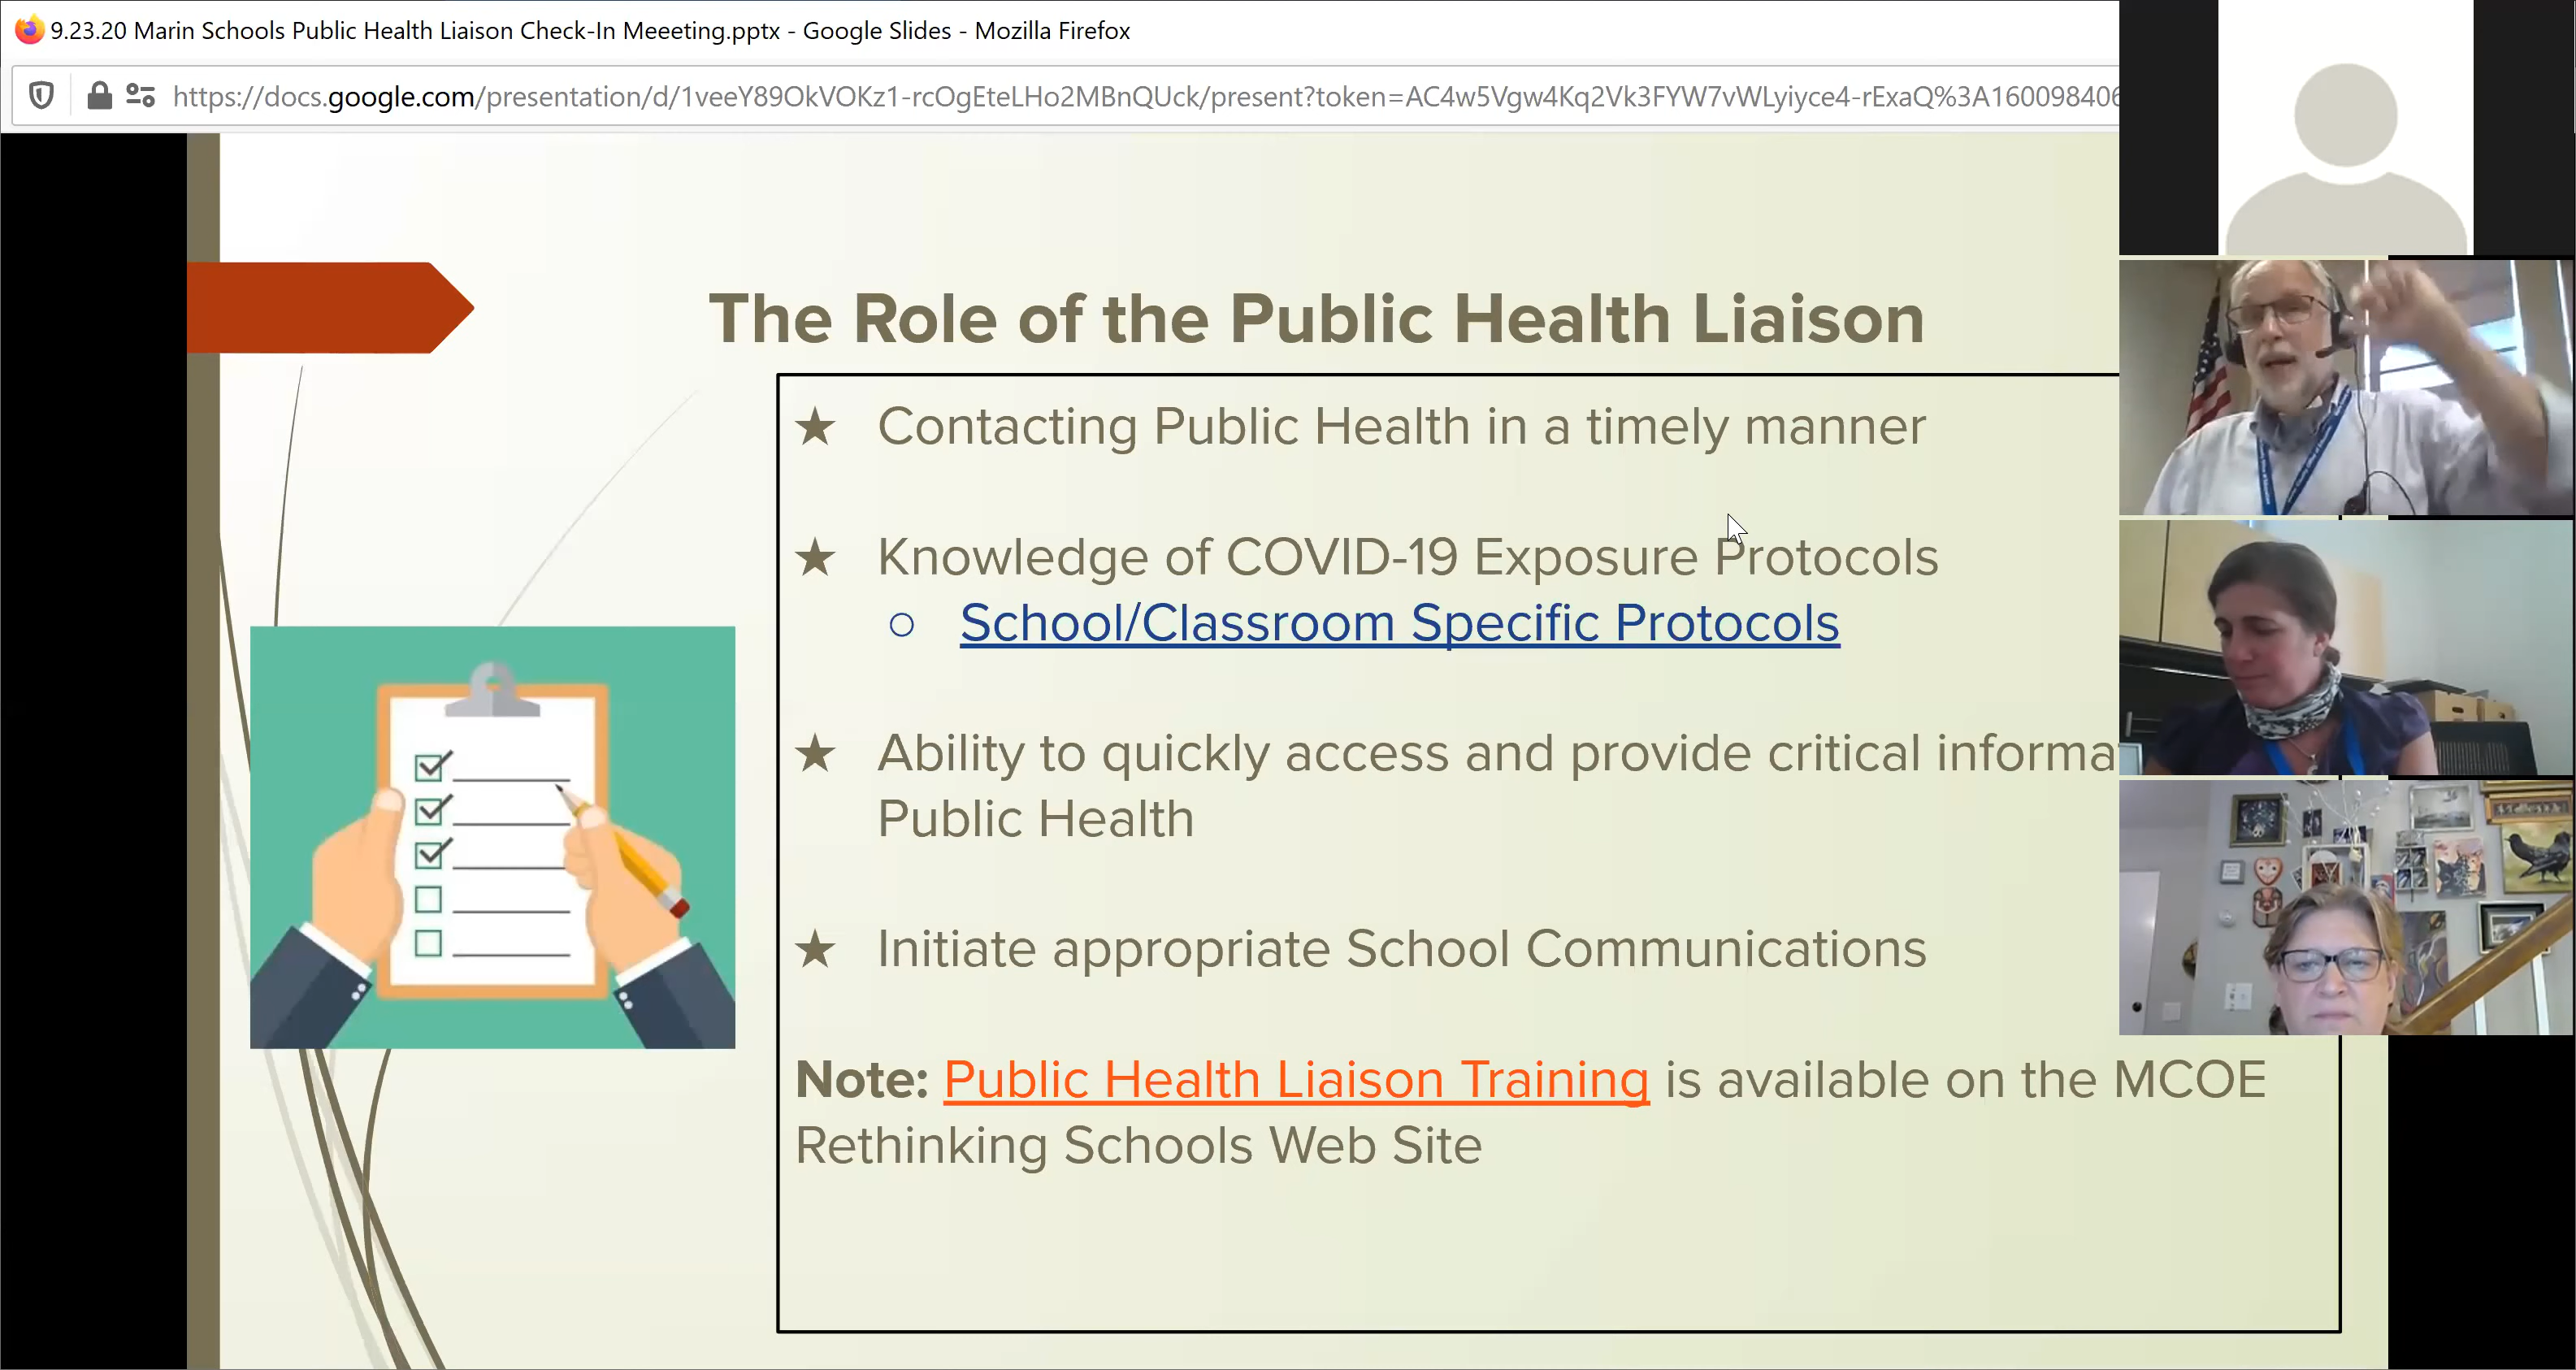 9.23.20 Marin Schools Public Health Liaison Check-In Meeeting.pptx - Google Slides - Mozilla Firefox
https://docs.google.com/presentation/d/1veeY89OkVOKz1-rcOgEteLHo2MBnQUck/present?token=AC4w5Vgw4Kq2Vk3FYW7vWLyiyce4-rExaQ%3A160098406
The Role of the Public Health Liaison
★ Contacting Public Health in a timely manner
★ Knowledge of COVID-19 Exposure Protocols
○ School/Classroom Specific Protocols
★ Ability to quickly access and provide critical informa
Public Health
★ Initiate appropriate School Communications
Note: Public Health Liaison Training is available on the MCOE
Rethinking Schools Web Site